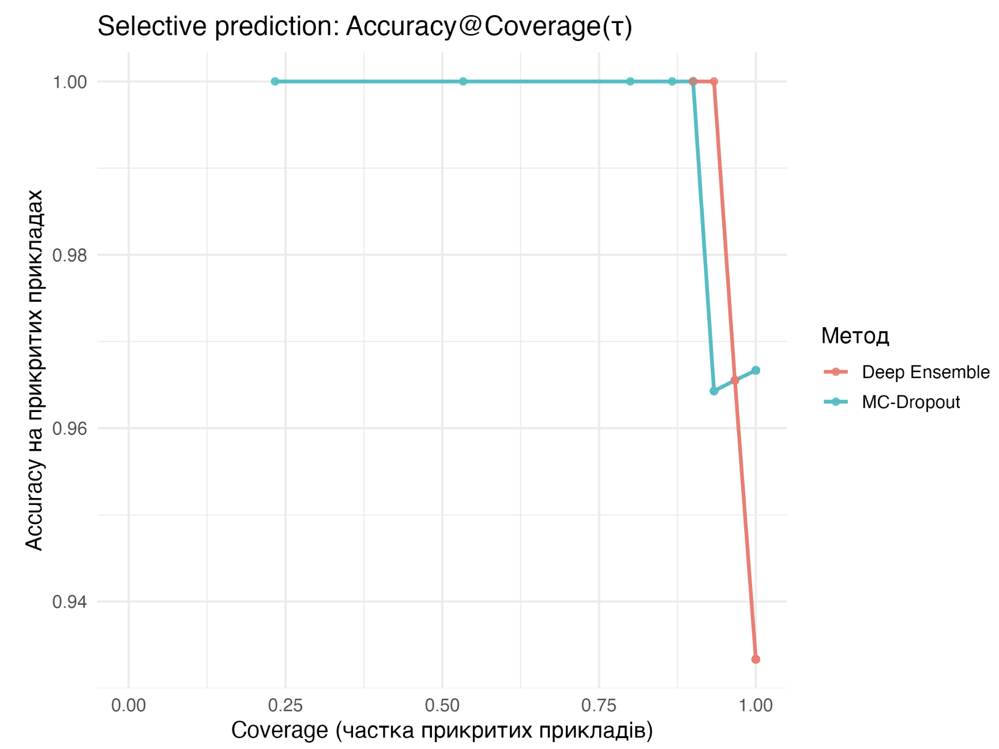 Selective prediction: Accuracy@Coverage(τ)
1.00
0.98
0.96
0.94
Accuracy на прикритих прикладах
0.00 0.25 0.50 0.75 1.00
Coverage (частка прикритих прикладів)
Метод
Deep Ensemble
MC-Dropout